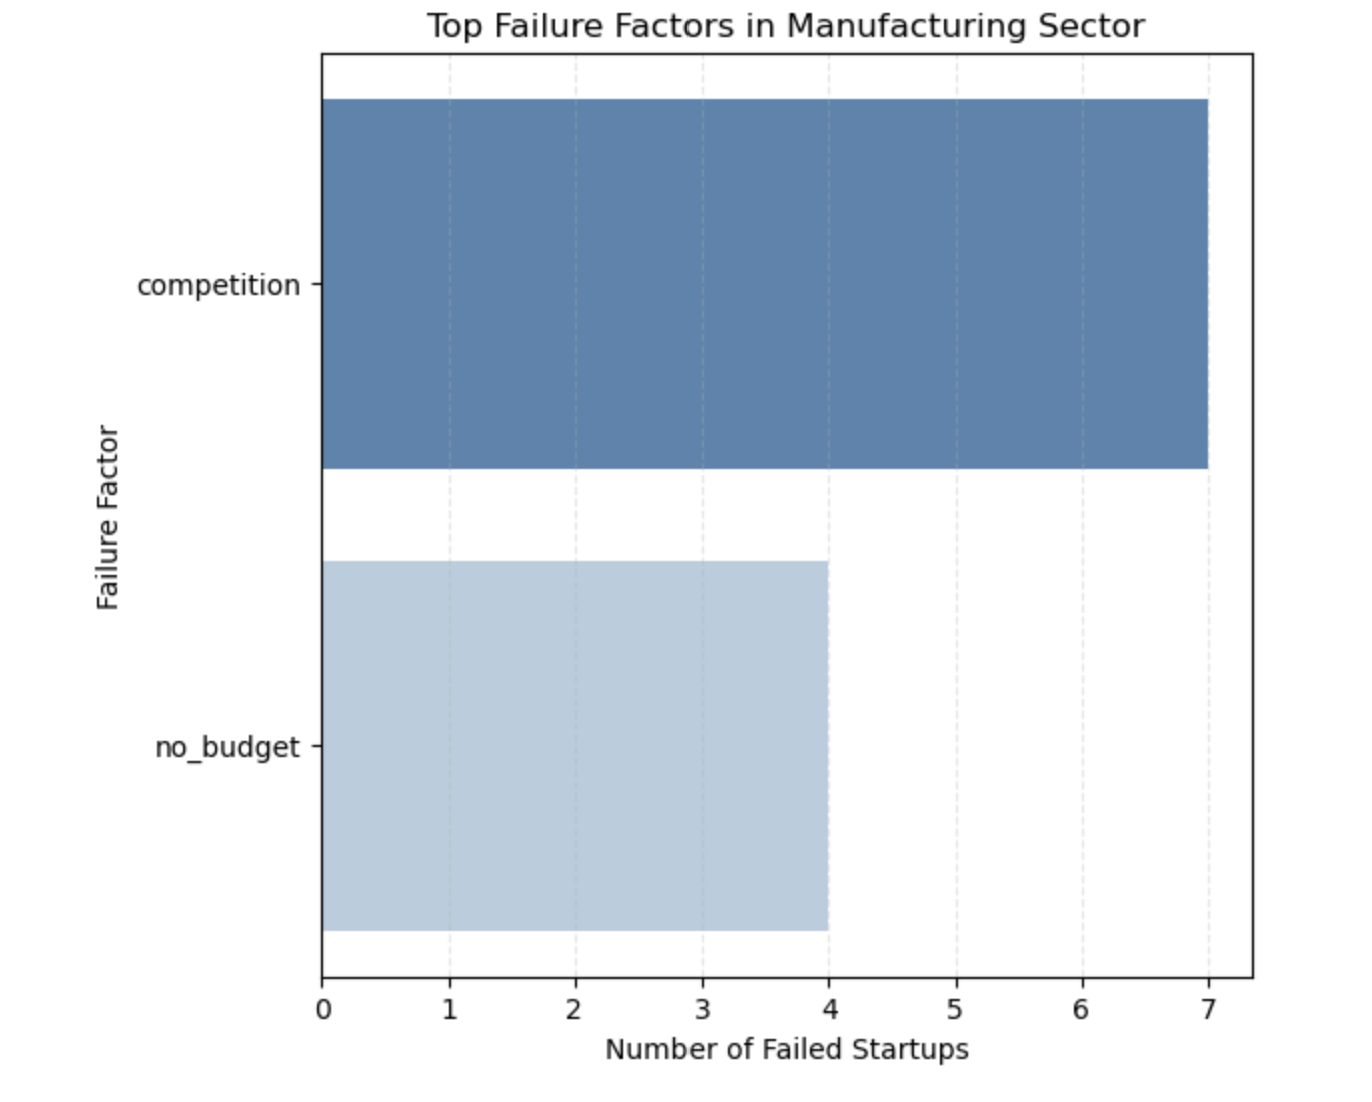 Top Failure Factors in Manufacturing Sector
competition
Failure Factor
no_budget
0 1 2 3 4 5 6 7
Number of Failed Startups